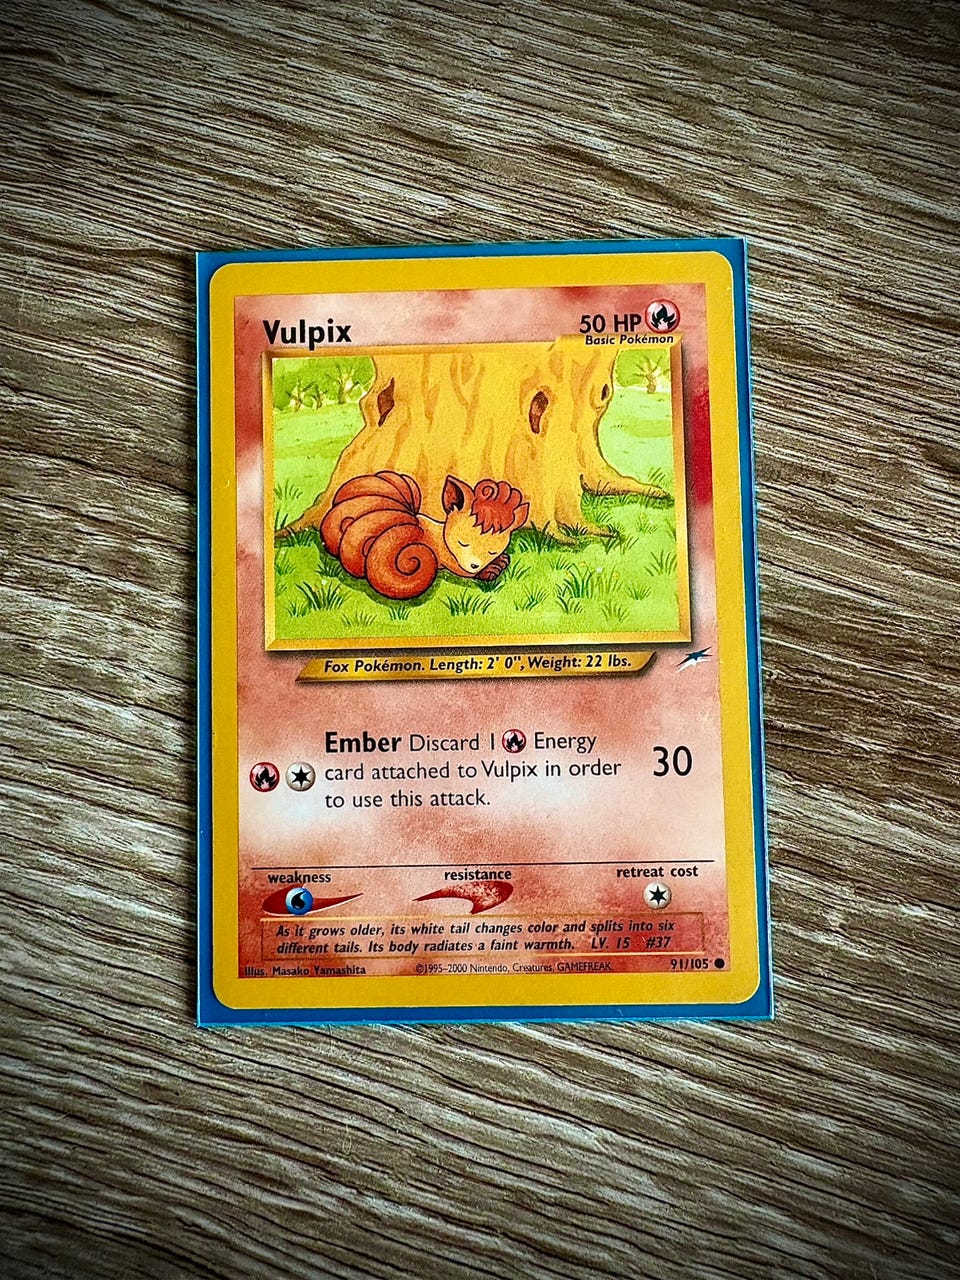 Vulpix
50 HP
Basic Pokémon
Fox Pokémon. Length: 2' 0", Weight: 22 lbs.
Ember Discard 1 Energy
card attached to Vulpix in order
to use this attack.
30
weakness
resistance
retreat cost
As it grows older, its white tail changes color and splits into six
different tails. Its body radiates a faint warmth. LV. 15 #37
Illus. Masako Yamashita
©1995–2000 Nintendo, Creatures, GAMEFREAK.
91/105